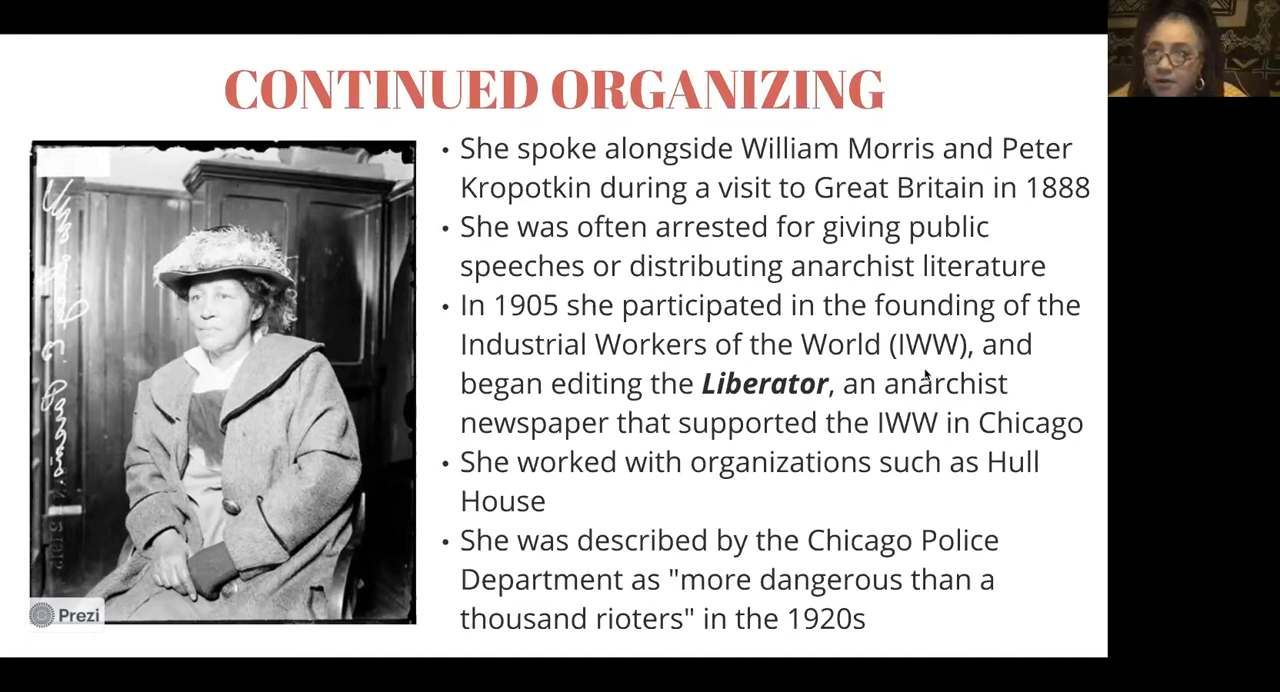 CONTINUED ORGANIZING
• She spoke alongside William Morris and Peter
Kropotkin during a visit to Great Britain in 1888
• She was often arrested for giving public
speeches or distributing anarchist literature
• In 1905 she participated in the founding of the
Industrial Workers of the World (IWW), and
began editing the Liberator, an anarchist
newspaper that supported the IWW in Chicago
• She worked with organizations such as Hull
House
• She was described by the Chicago Police
Department as "more dangerous than a
thousand rioters" in the 1920s
Prezi